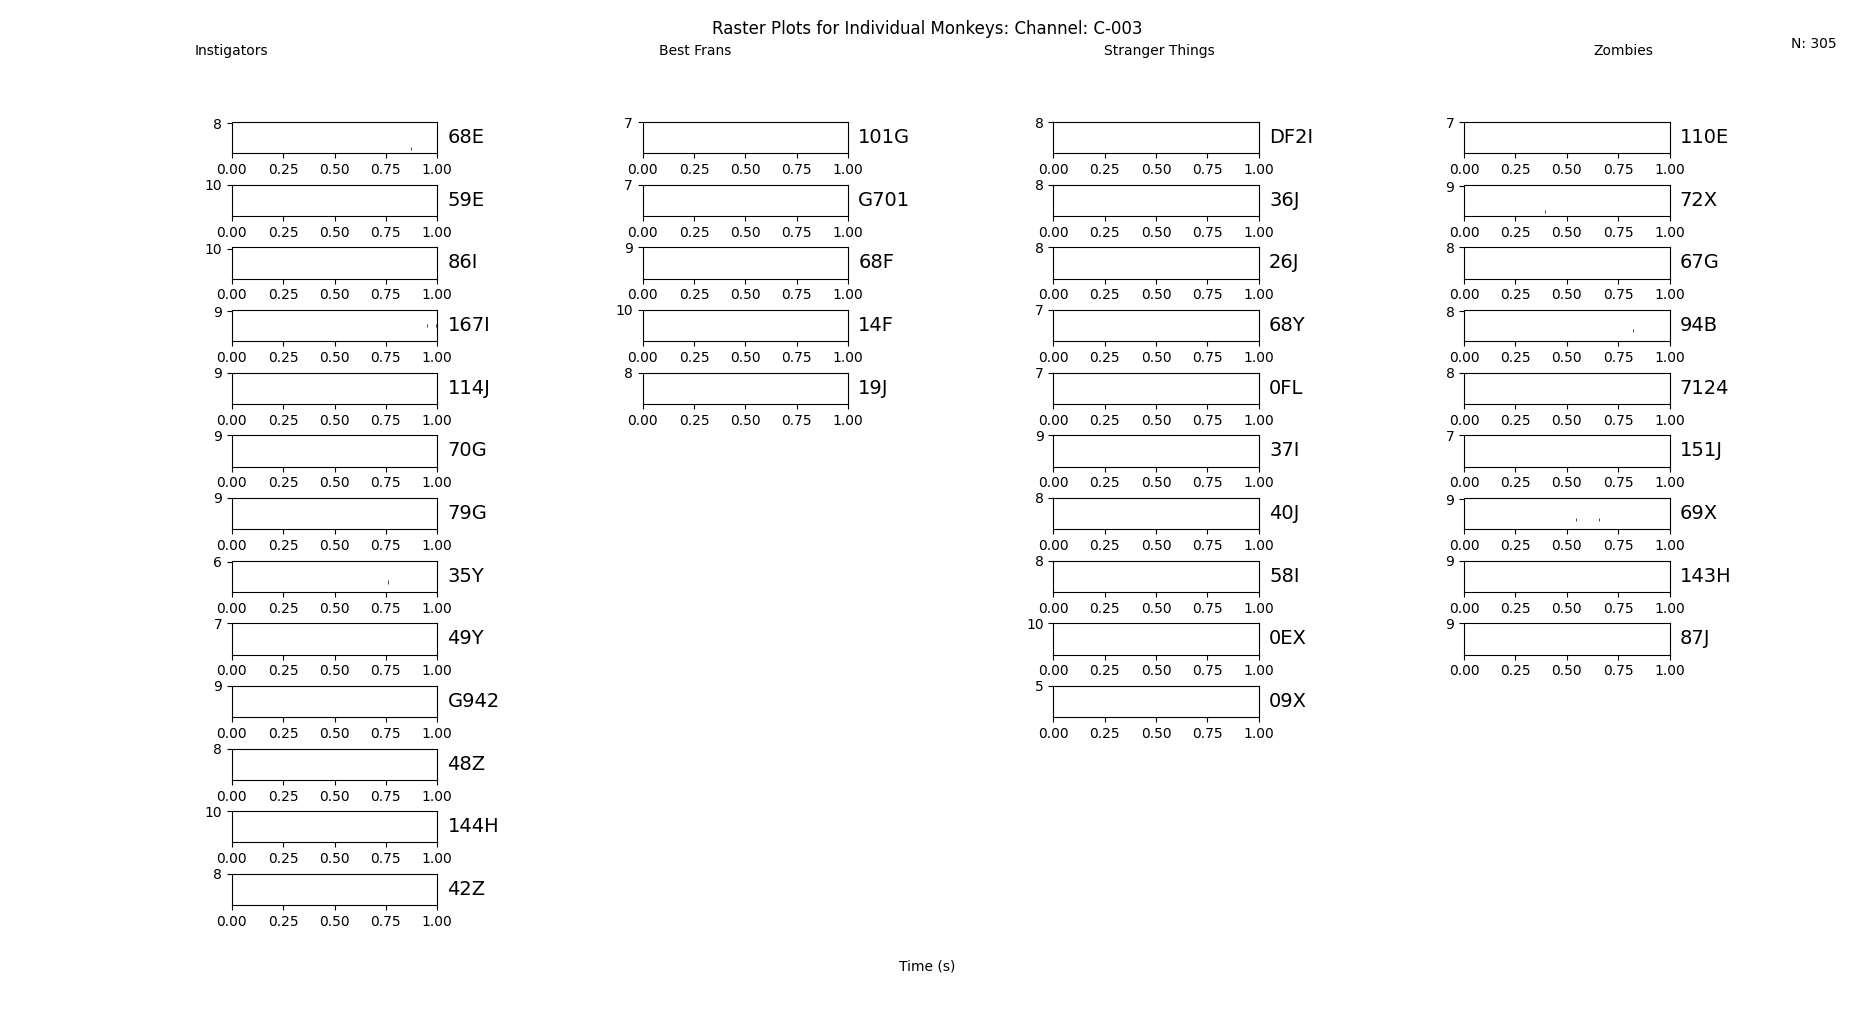 Raster Plots for Individual Monkeys: Channel: C-003
N: 305
Instigators Best Frans Stranger Things Zombies
8 68E 7 101G 8 DF2I 7 110E
0.00 0.25 0.50 0.75 1.00 0.00 0.25 0.50 0.75 1.00 0.00 0.25 0.50 0.75 1.00 0.00 0.25 0.50 0.75 1.00
10 59E 7 G701 8 36J 9 72X
0.00 0.25 0.50 0.75 1.00 0.00 0.25 0.50 0.75 1.00 0.00 0.25 0.50 0.75 1.00 0.00 0.25 0.50 0.75 1.00
10 86I 9 68F 8 26J 8 67G
0.00 0.25 0.50 0.75 1.00 0.00 0.25 0.50 0.75 1.00 0.00 0.25 0.50 0.75 1.00 0.00 0.25 0.50 0.75 1.00
9 167I 10 14F 7 68Y 8 94B
0.00 0.25 0.50 0.75 1.00 0.00 0.25 0.50 0.75 1.00 0.00 0.25 0.50 0.75 1.00 0.00 0.25 0.50 0.75 1.00
9 114J 8 19J 7 0FL 8 7124
0.00 0.25 0.50 0.75 1.00 0.00 0.25 0.50 0.75 1.00 0.00 0.25 0.50 0.75 1.00 0.00 0.25 0.50 0.75 1.00
9 70G 9 37I 7 151J
0.00 0.25 0.50 0.75 1.00 0.00 0.25 0.50 0.75 1.00 0.00 0.25 0.50 0.75 1.00
9 79G 8 40J 9 69X
0.00 0.25 0.50 0.75 1.00 0.00 0.25 0.50 0.75 1.00 0.00 0.25 0.50 0.75 1.00
6 35Y 8 58I 9 143H
0.00 0.25 0.50 0.75 1.00 0.00 0.25 0.50 0.75 1.00 0.00 0.25 0.50 0.75 1.00
7 49Y 10 0EX 9 87J
0.00 0.25 0.50 0.75 1.00 0.00 0.25 0.50 0.75 1.00 0.00 0.25 0.50 0.75 1.00
9 G942 5 09X
0.00 0.25 0.50 0.75 1.00 0.00 0.25 0.50 0.75 1.00
8 48Z
0.00 0.25 0.50 0.75 1.00
10 144H
0.00 0.25 0.50 0.75 1.00
8 42Z
0.00 0.25 0.50 0.75 1.00
Time (s)